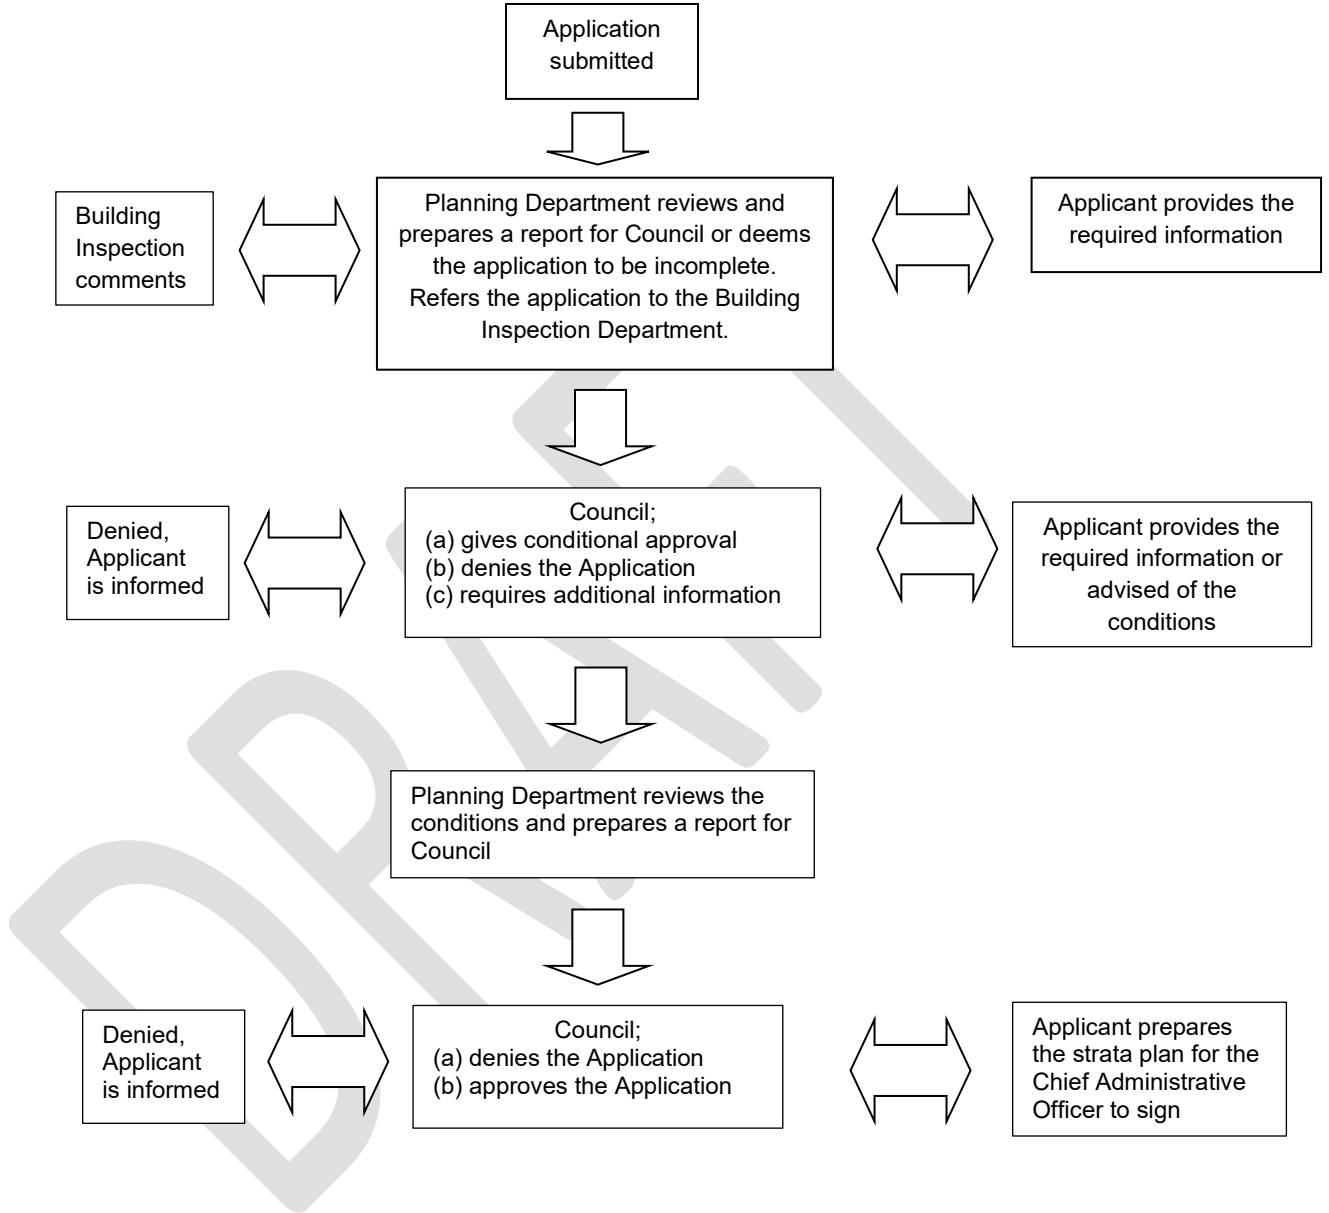 Application
submitted
Building
Inspection
comments
Planning Department reviews and
prepares a report for Council or deems
the application to be incomplete.
Refers the application to the Building
Inspection Department.
Applicant provides the
required information
Denied,
Applicant
is informed
Council;
(a) gives conditional approval
(b) denies the Application
(c) requires additional information
Applicant provides the
required information or
advised of the
conditions
Planning Department reviews the
conditions and prepares a report for
Council
Denied,
Applicant
is informed
Council;
(a) denies the Application
(b) approves the Application
Applicant prepares
the strata plan for the
Chief Administrative
Officer to sign
DRAFT